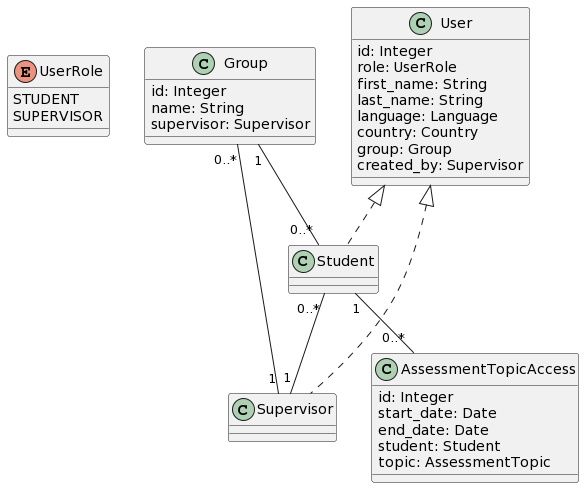 E UserRole
STUDENT
SUPERVISOR
C Group
id: Integer
name: String
supervisor: Supervisor
C User
id: Integer
role: UserRole
first_name: String
last_name: String
language: Language
country: Country
group: Group
created_by: Supervisor
0..*
1
0..*
C Student
0..*
1
1
1
0..*
C Supervisor
C AssessmentTopicAccess
id: Integer
start_date: Date
end_date: Date
student: Student
topic: AssessmentTopic